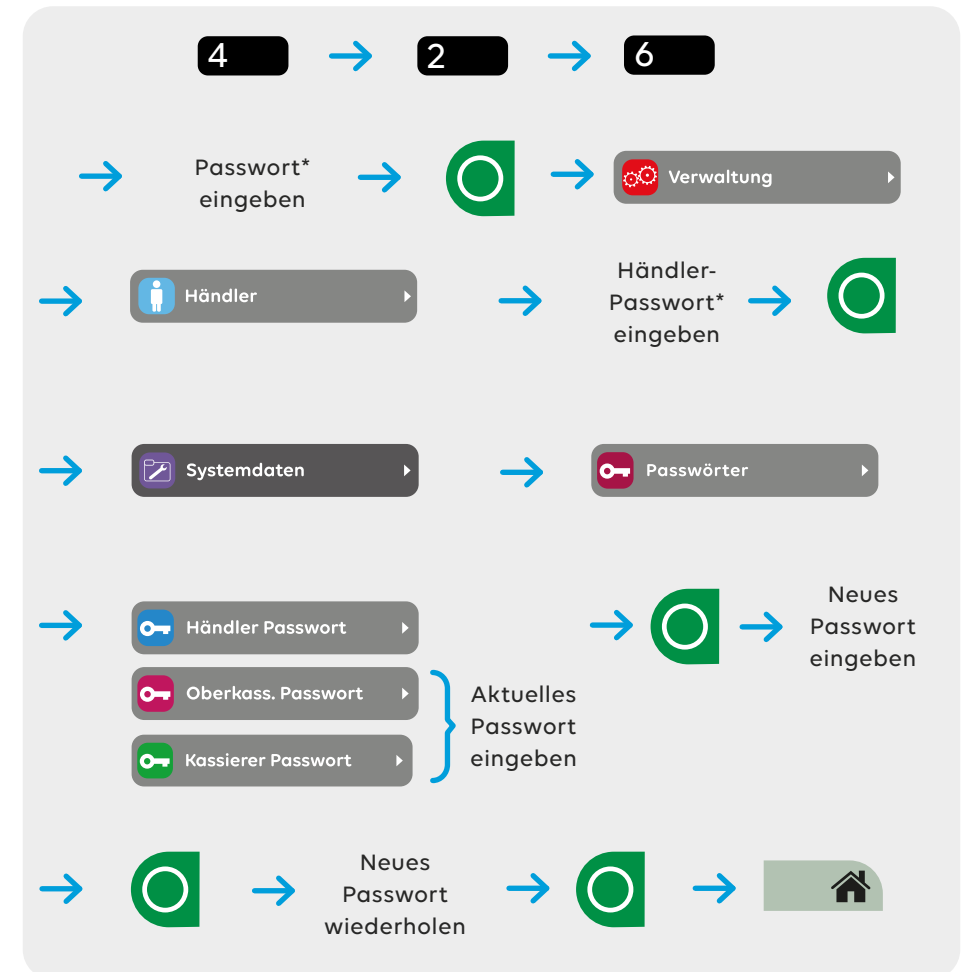 4
2
6
Passwort*
eingeben
Verwaltung
Händler
Händler-
Passwort*
eingeben
Systemdaten
Passwörter
Händler Passwort
Oberkass. Passwort
Kassierer Passwort
Aktuelles
Passwort
eingeben
Neues
Passwort
eingeben
Neues
Passwort
wiederholen